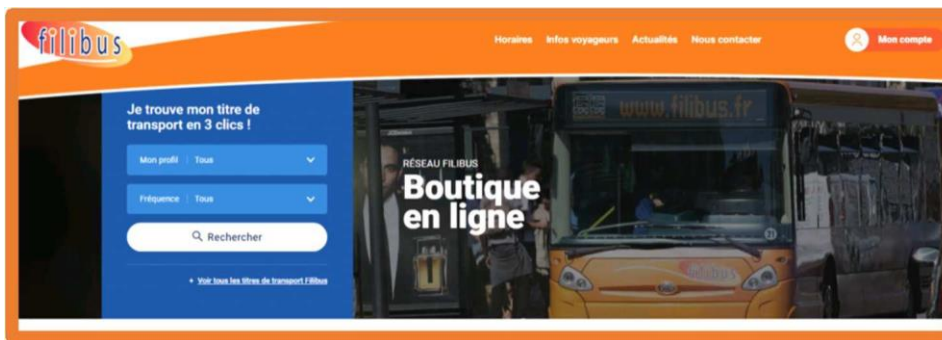 filibus
Horaires Infos voyageurs Actualités Nous contacter
Mon compte
Je trouve mon titre de
transport en 3 clics !
Mon profil | Tous
Fréquence | Tous
Rechercher
+ Voir tous les titres de transport Filibus
RÉSEAU FILIBUS
Boutique
en ligne
www.filibus.fr
filibus